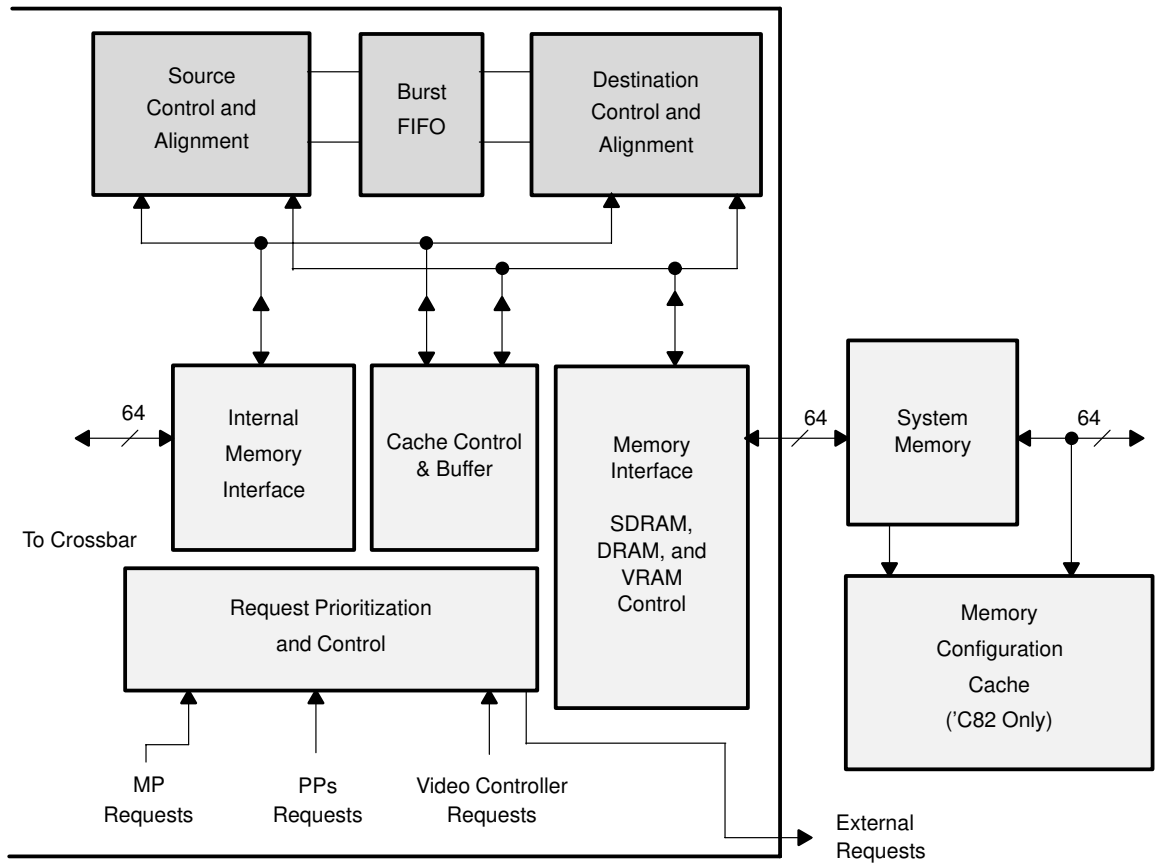 Source
Control and
Alignment
Burst
FIFO
Destination
Control and
Alignment
64
Internal
Memory
Interface
To Crossbar
Cache Control
& Buffer
Memory
Interface
SDRAM,
DRAM, and
VRAM
Control
64
System
Memory
64
Memory
Configuration
Cache
('C82 Only)
Request Prioritization
and Control
MP
Requests
PPs
Requests
Video Controller
Requests
External
Requests